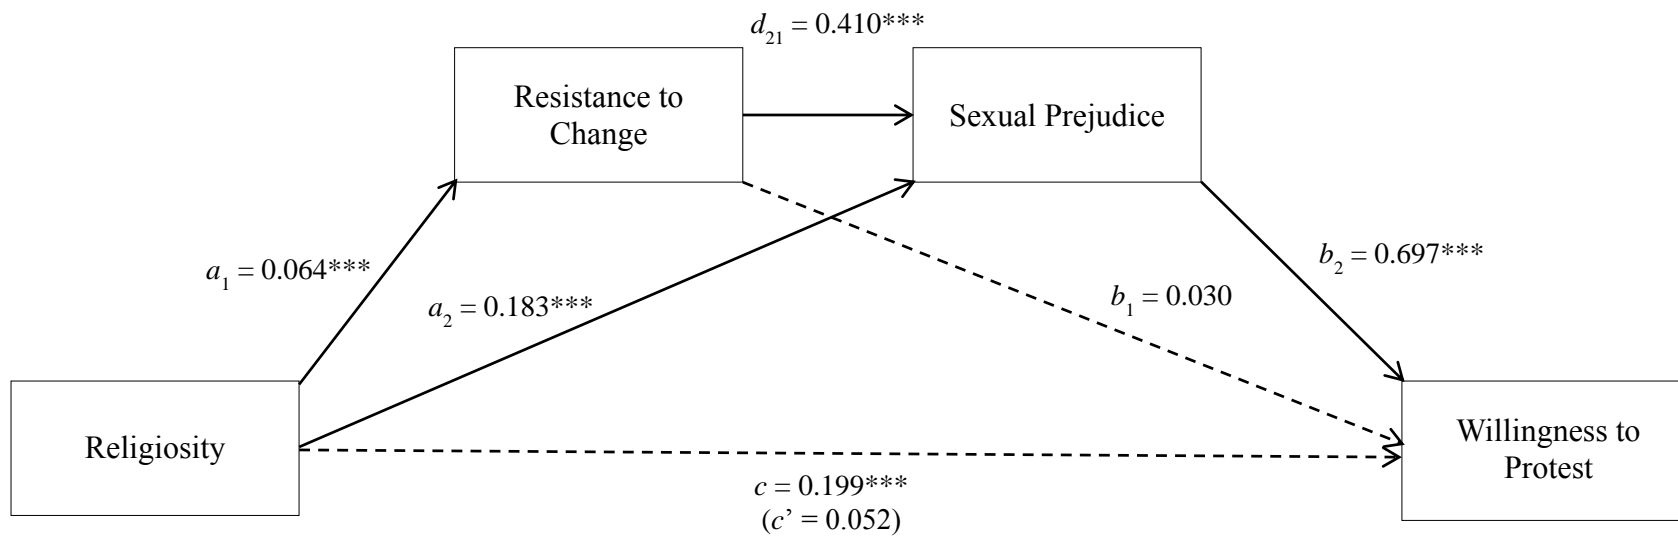 d21 = 0.410***
Resistance to
Change
Sexual Prejudice
a1 = 0.064***
a2 = 0.183***
b1 = 0.030
b2 = 0.697***
Religiosity
Willingness to
Protest
c = 0.199***
(c’ = 0.052)